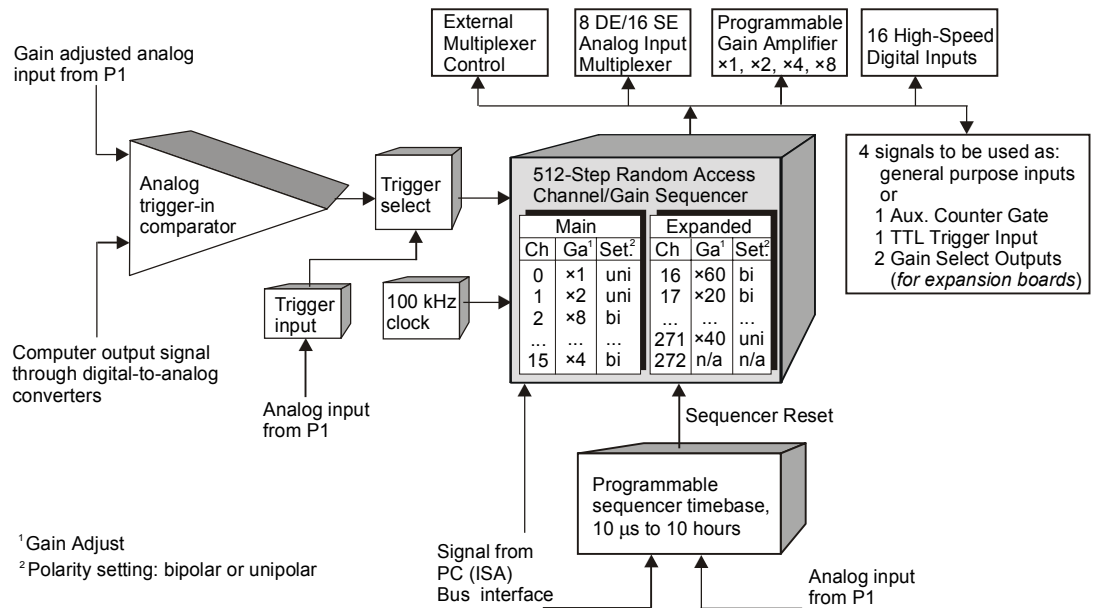 External
Multiplexer
Control
8 DE/16 SE
Analog Input
Multiplexer
Programmable
Gain Amplifier
×1, ×2, ×4, ×8
16 High-Speed
Digital Inputs
Gain adjusted analog
input from P1
Analog
trigger-in
comparator
Trigger
select
512-Step Random Access
Channel/Gain Sequencer
Main
Ch Ga¹ Set.²
0 ×1 uni
1 ×2 uni
2 ×8 bi
... ... ...
15 ×4 bi
Expanded
Ch Ga¹ Set.²
16 ×60 bi
17 ×20 bi
... ... ...
271 ×40 uni
272 n/a n/a
4 signals to be used as:
general purpose inputs
or
1 Aux. Counter Gate
1 TTL Trigger Input
2 Gain Select Outputs
(for expansion boards)
Trigger
input
100 kHz
clock
Computer output signal
through digital-to-analog
converters
Analog input
from P1
Sequencer Reset
Programmable
sequencer timebase,
10 µs to 10 hours
¹Gain Adjust
²Polarity setting: bipolar or unipolar
Signal from
PC (ISA)
Bus interface
Analog input
from P1